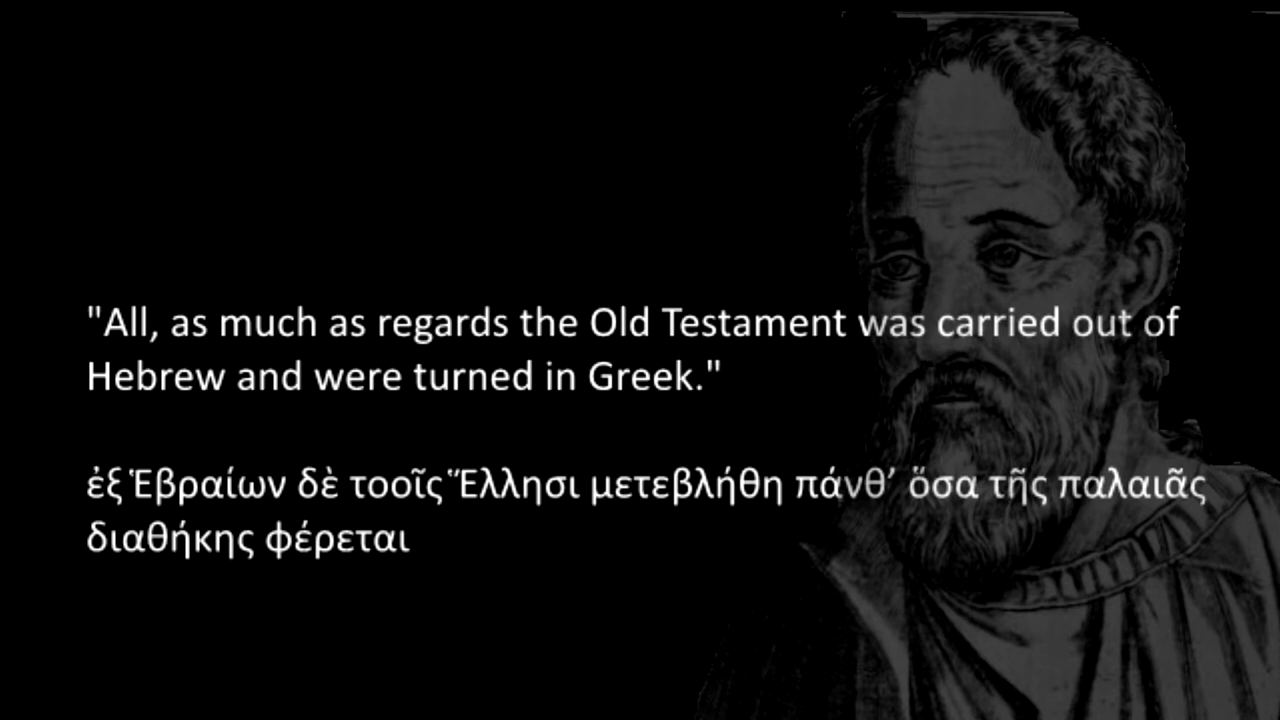 "All, as much as regards the Old Testament was carried out of
Hebrew and were turned in Greek."
ἐξ Ἑβραίων δὲ τοοῖς Ἕλλησι μετεβλήθη πάνθ’ ὅσα τῆς παλαιᾶς
διαθήκης φέρεται